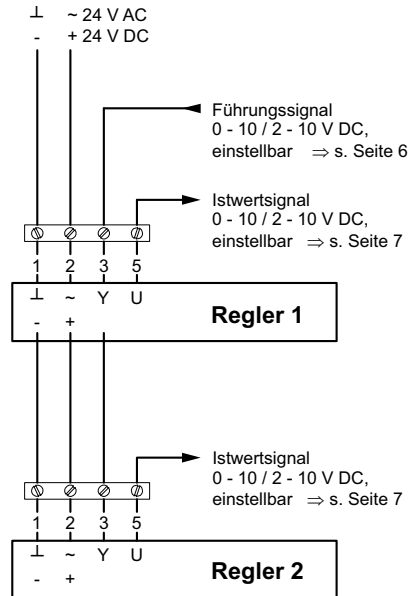 ⊥ ~ 24 V AC
- + 24 V DC
Führungssignal
0 - 10 / 2 - 10 V DC,
einstellbar ⇒ s. Seite 6
Istwertsignal
0 - 10 / 2 - 10 V DC,
einstellbar ⇒ s. Seite 7
1 2 3 5
⊥ ~ Y U
- +
Regler 1
Istwertsignal
0 - 10 / 2 - 10 V DC,
einstellbar ⇒ s. Seite 7
1 2 3 5
⊥ ~ Y U
- +
Regler 2